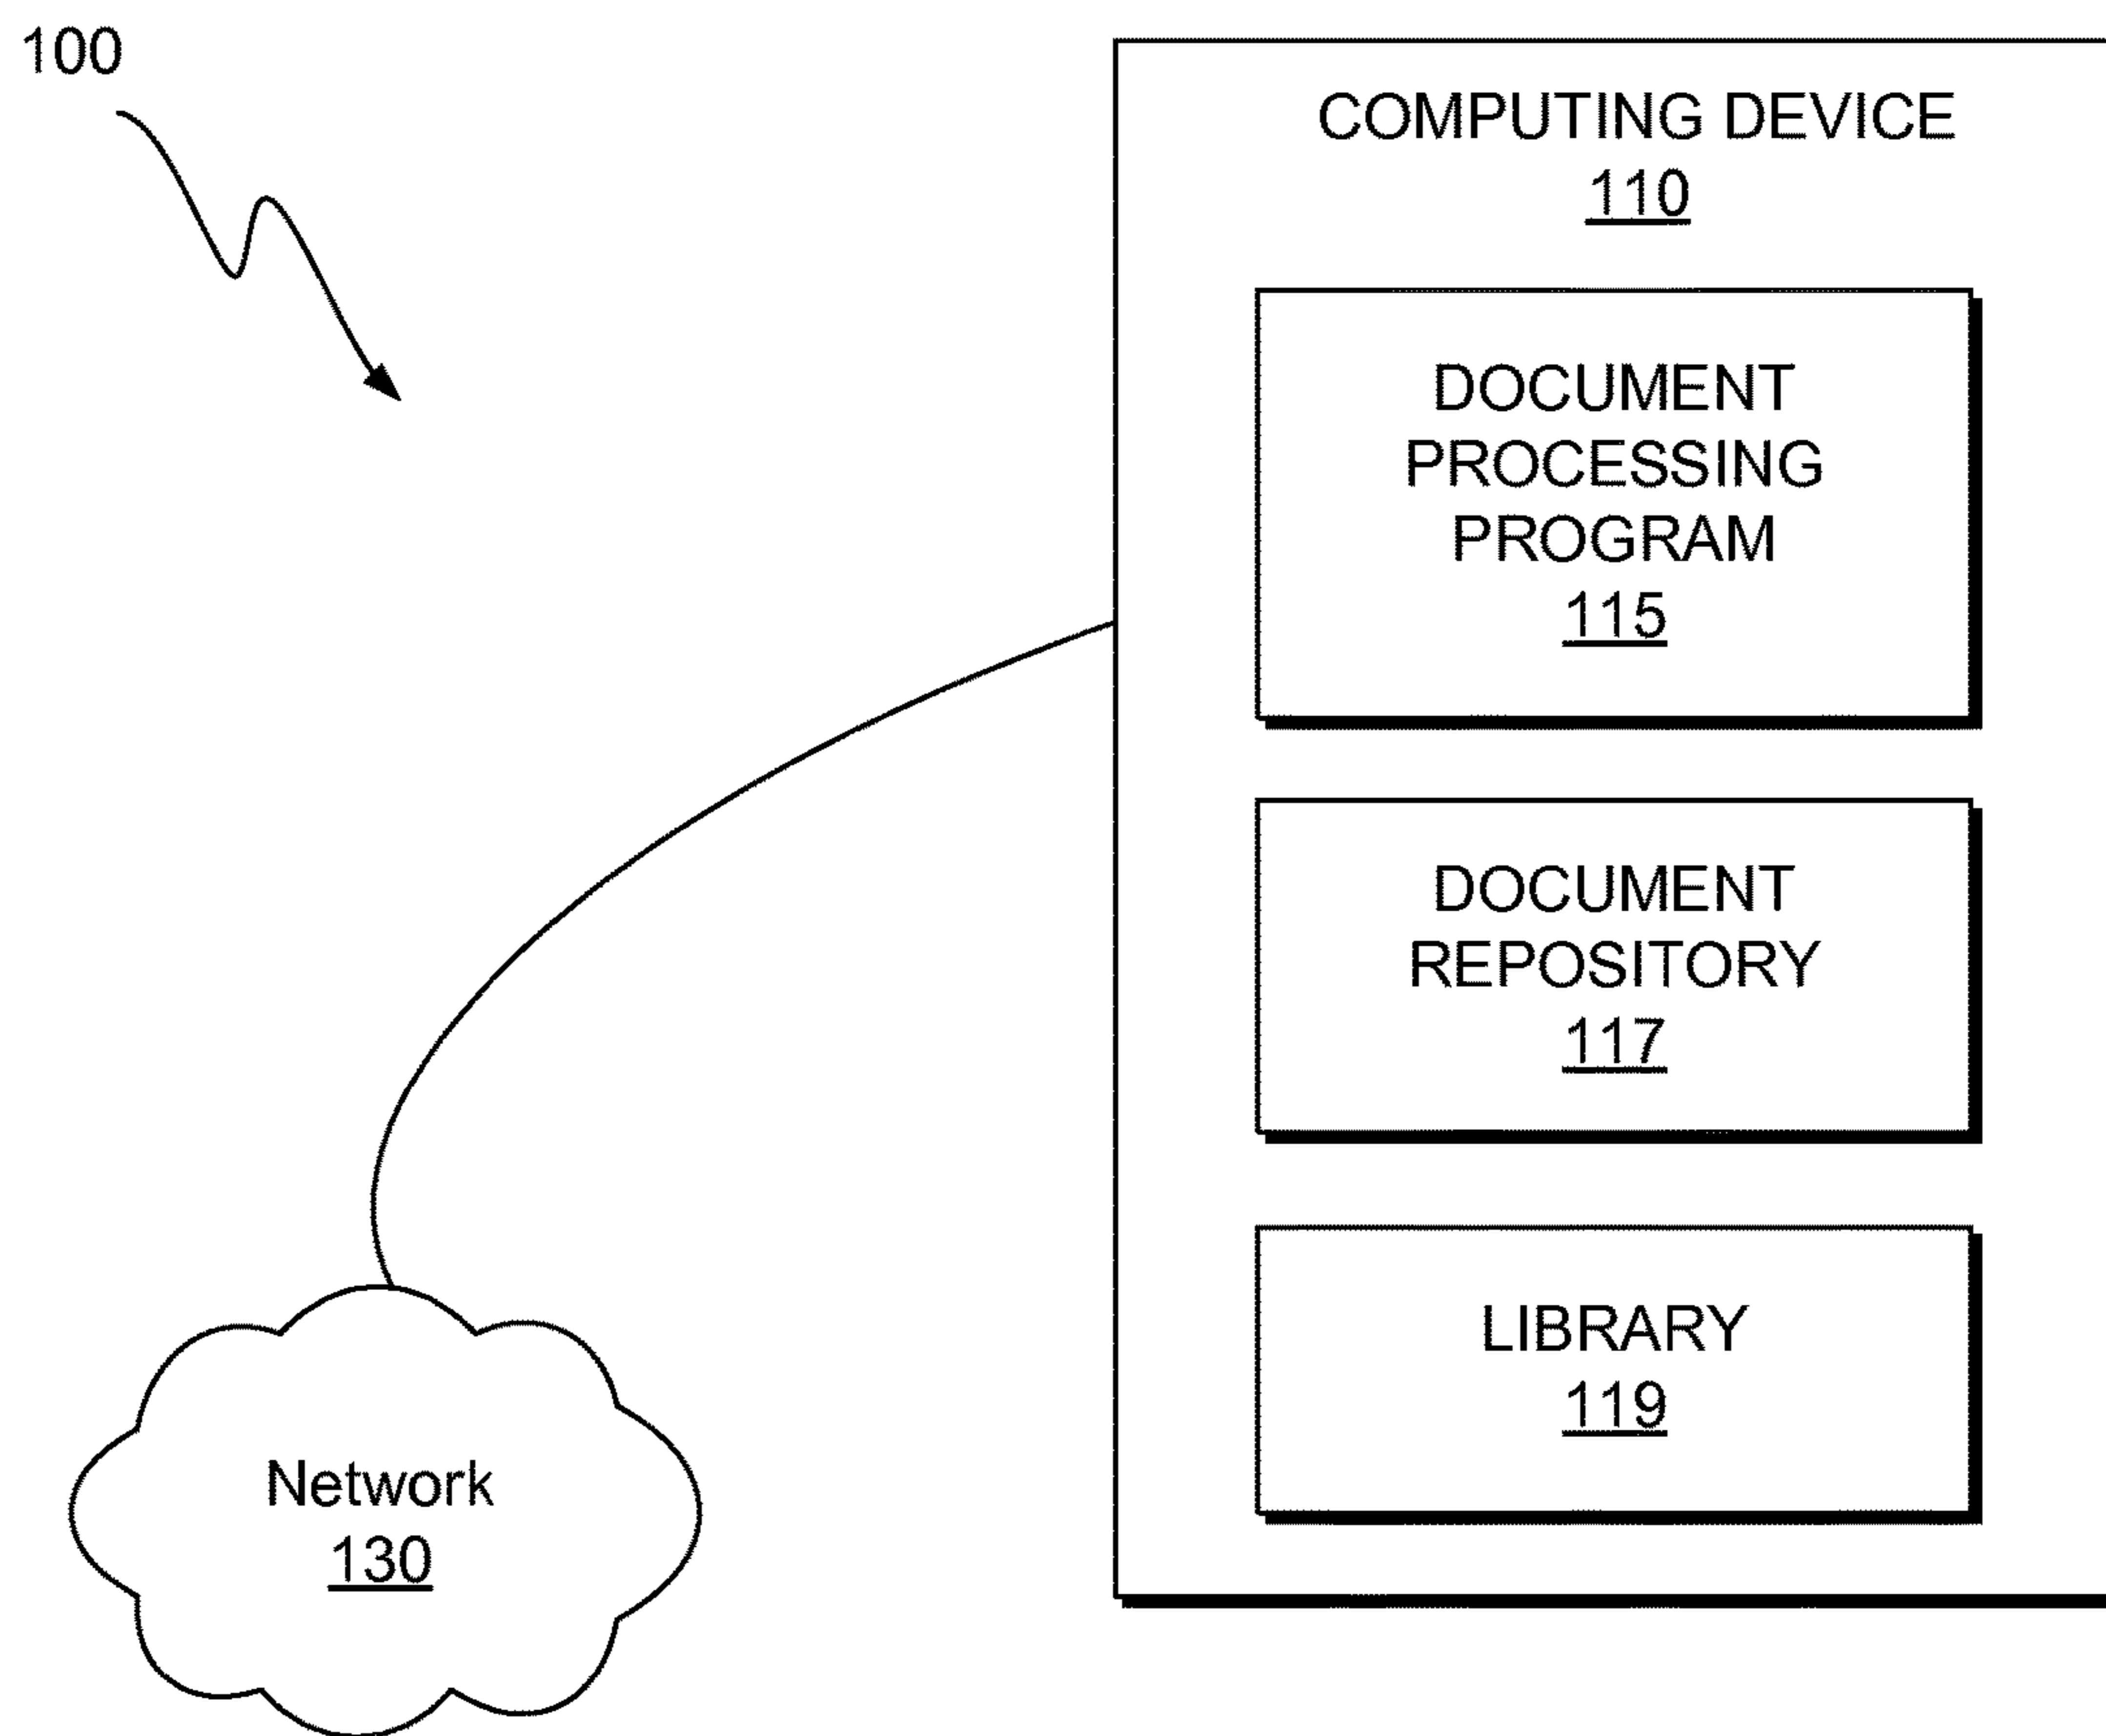 100
COMPUTING DEVICE
110
DOCUMENT
PROCESSING
PROGRAM
115
DOCUMENT
REPOSITORY
117
LIBRARY
119
Network
130